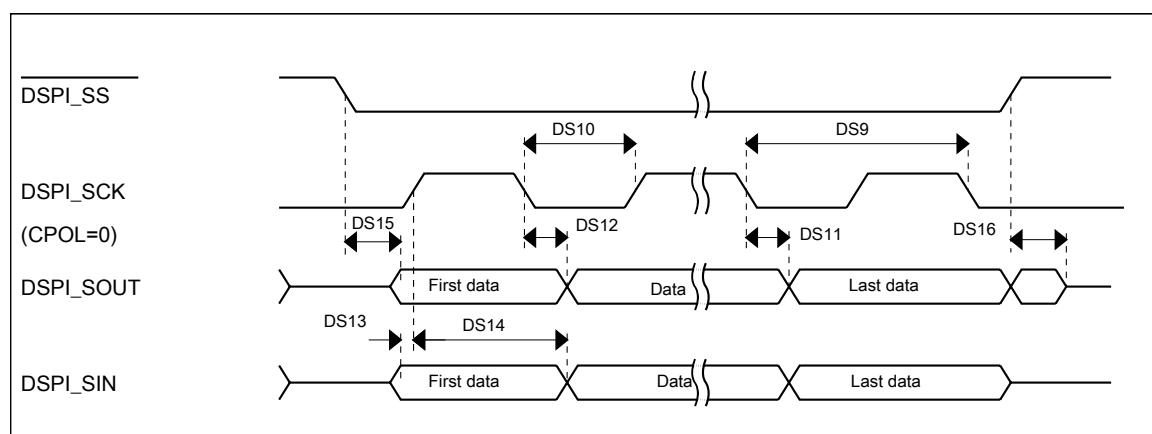 DSPI_SS
DS10
DS9
DSPI_SCK
(CPOL=0)
DS15
DS12
DS11
DS16
DSPI_SOUT
First data
Data
Last data
DS13
DS14
DSPI_SIN
First data
Data
Last data